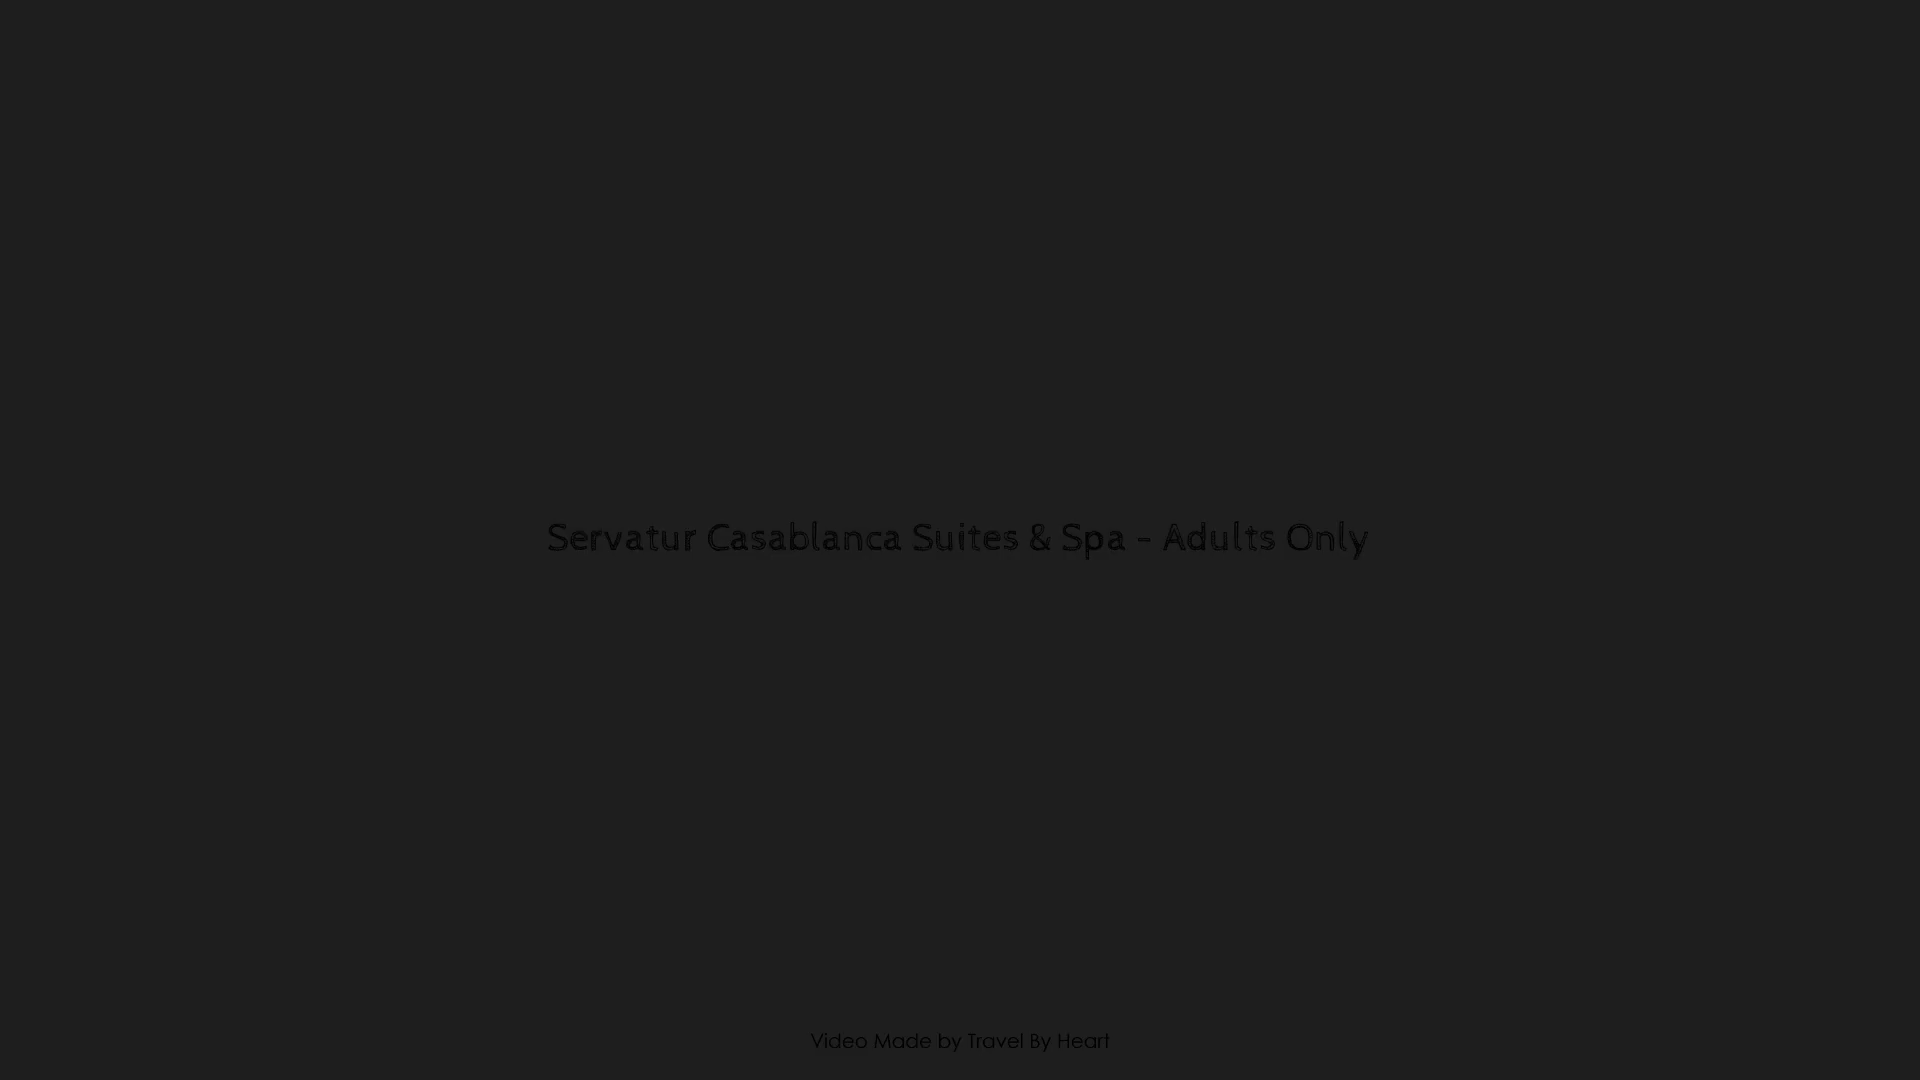 Servatur Casablanca Suites & Spa - Adults Only
Video Made by Travel By Heart